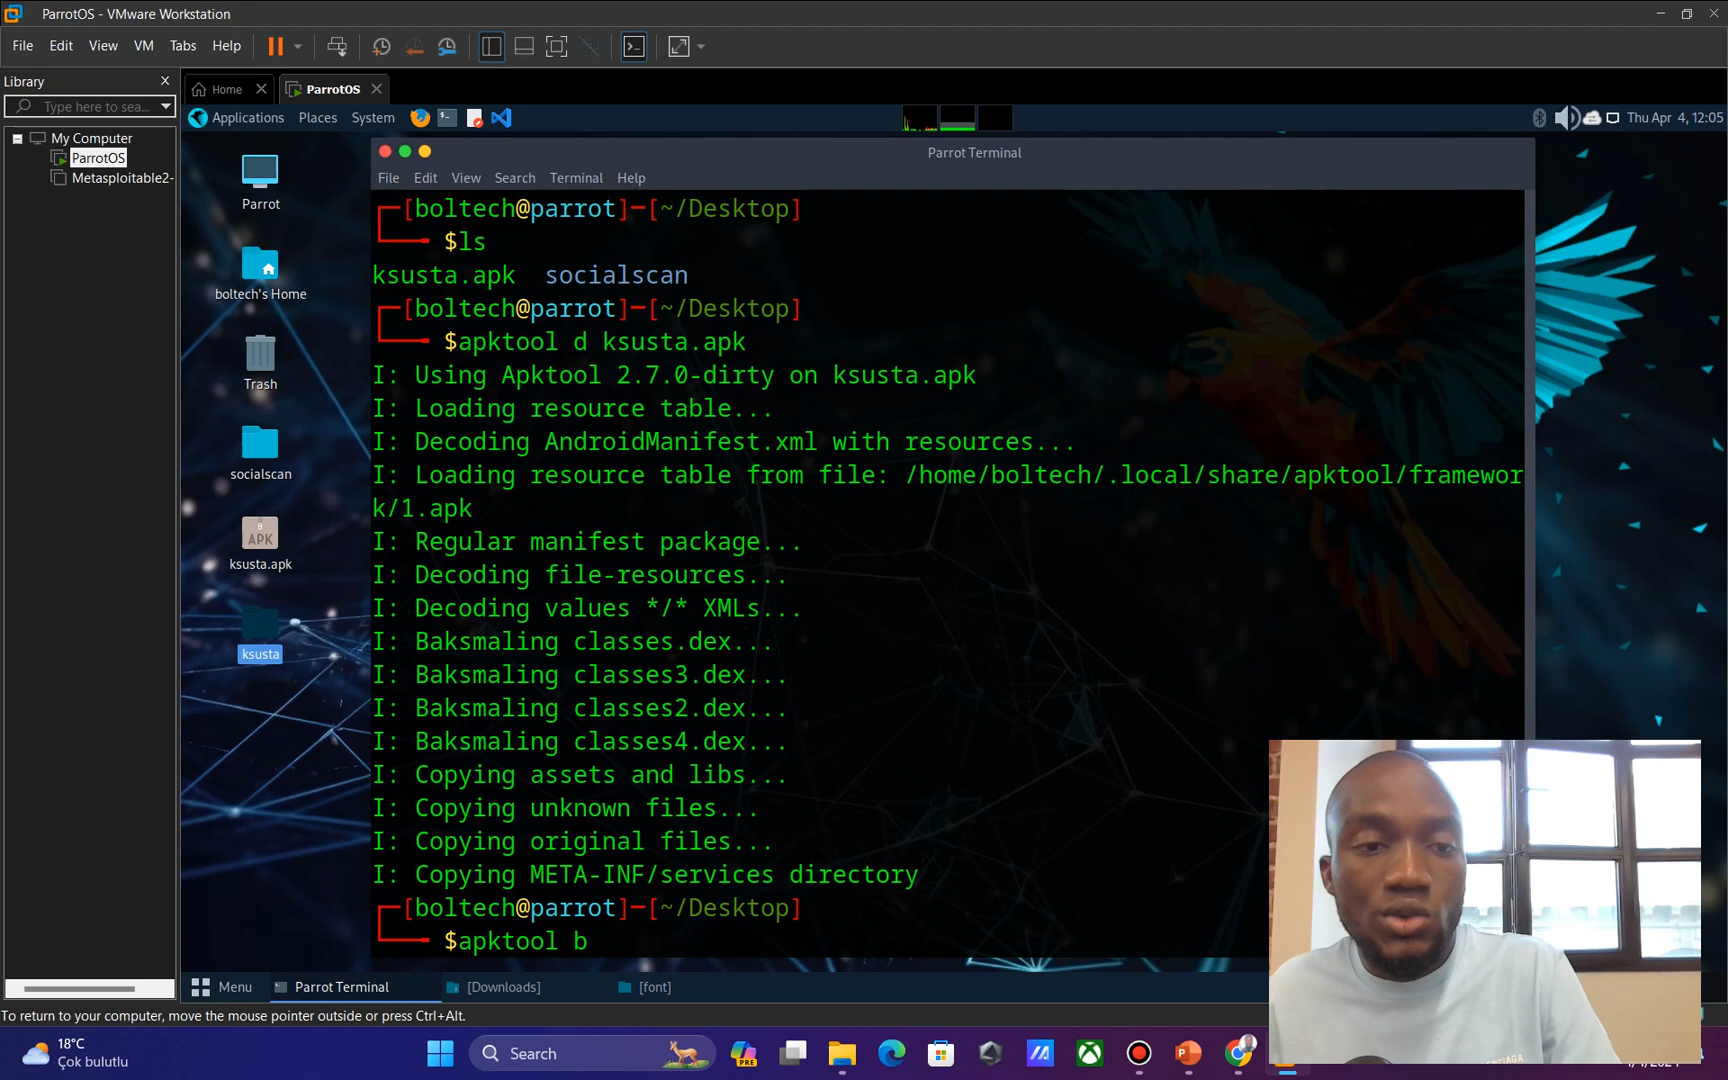 ParrotOS - VMware Workstation
File Edit View VM Tabs Help
Library
Type here to sea...
My Computer
ParrotOS
Metasploitable2-
Home
ParrotOS
Applications Places System
Thu Apr 4, 12:05
Parrot
boltech's Home
Trash
socialscan
APK
ksusta.apk
ksusta
Parrot Terminal
File Edit View Search Terminal Help
┌─[boltech@parrot]─[~/Desktop]
└──╼ $ls
ksusta.apk  socialscan
┌─[boltech@parrot]─[~/Desktop]
└──╼ $apktool d ksusta.apk
I: Using Apktool 2.7.0-dirty on ksusta.apk
I: Loading resource table...
I: Decoding AndroidManifest.xml with resources...
I: Loading resource table from file: /home/boltech/.local/share/apktool/framewor
k/1.apk
I: Regular manifest package...
I: Decoding file-resources...
I: Decoding values */* XMLs...
I: Baksmaling classes.dex...
I: Baksmaling classes3.dex...
I: Baksmaling classes2.dex...
I: Baksmaling classes4.dex...
I: Copying assets and libs...
I: Copying unknown files...
I: Copying original files...
I: Copying META-INF/services directory
┌─[boltech@parrot]─[~/Desktop]
└──╼ $apktool b
Menu
Parrot Terminal
[Downloads]
[font]
To return to your computer, move the mouse pointer outside or press Ctrl+Alt.
18°C
Çok bulutlu
Search
PRE